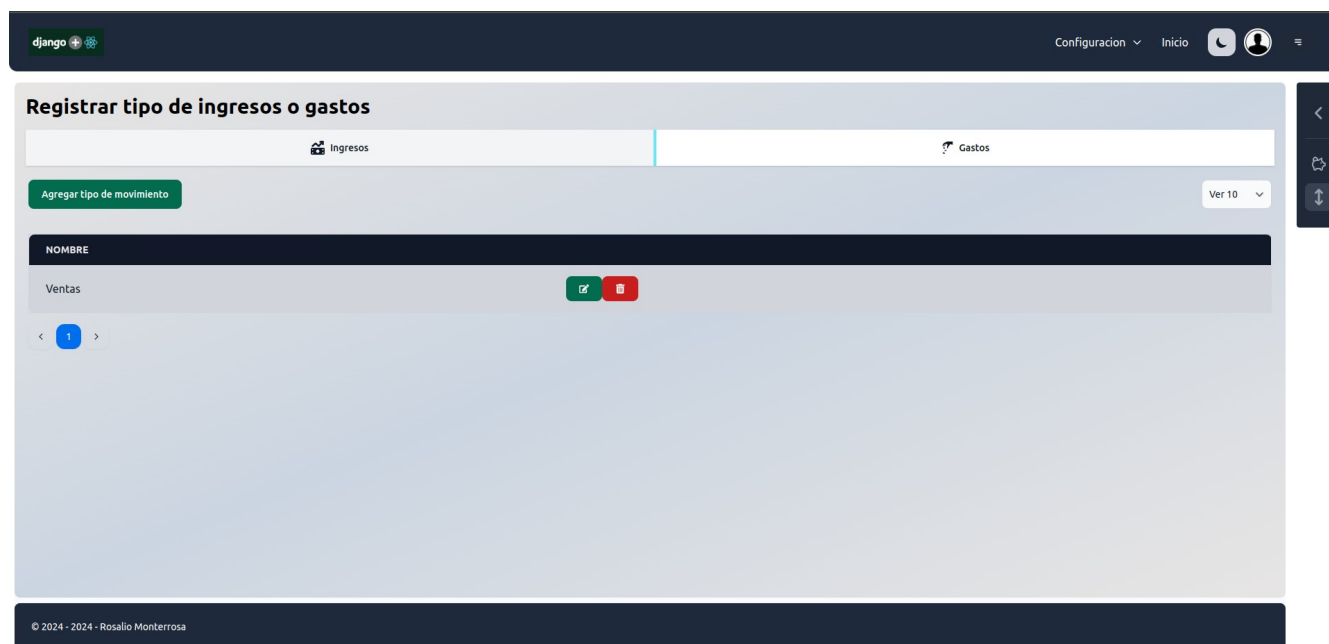 django
Configuracion
Inicio
Registrar tipo de ingresos o gastos
Ingresos
Gastos
Agregar tipo de movimiento
Ver 10
NOMBRE
Ventas
1
© 2024 - 2024 - Rosalio Monterrosa